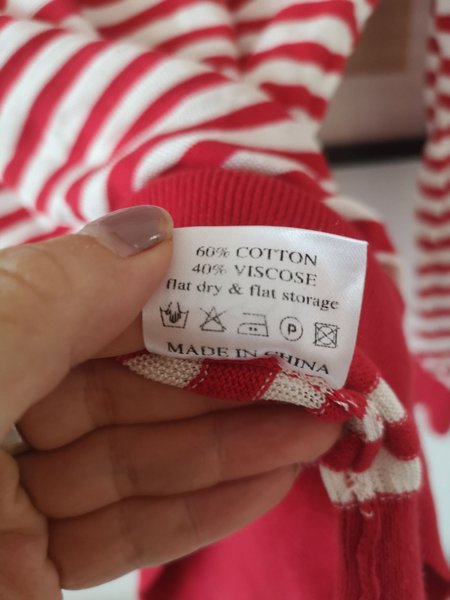 60% COTTON
40% VISCOSE
flat dry & flat storage
P
MADE IN CHINA